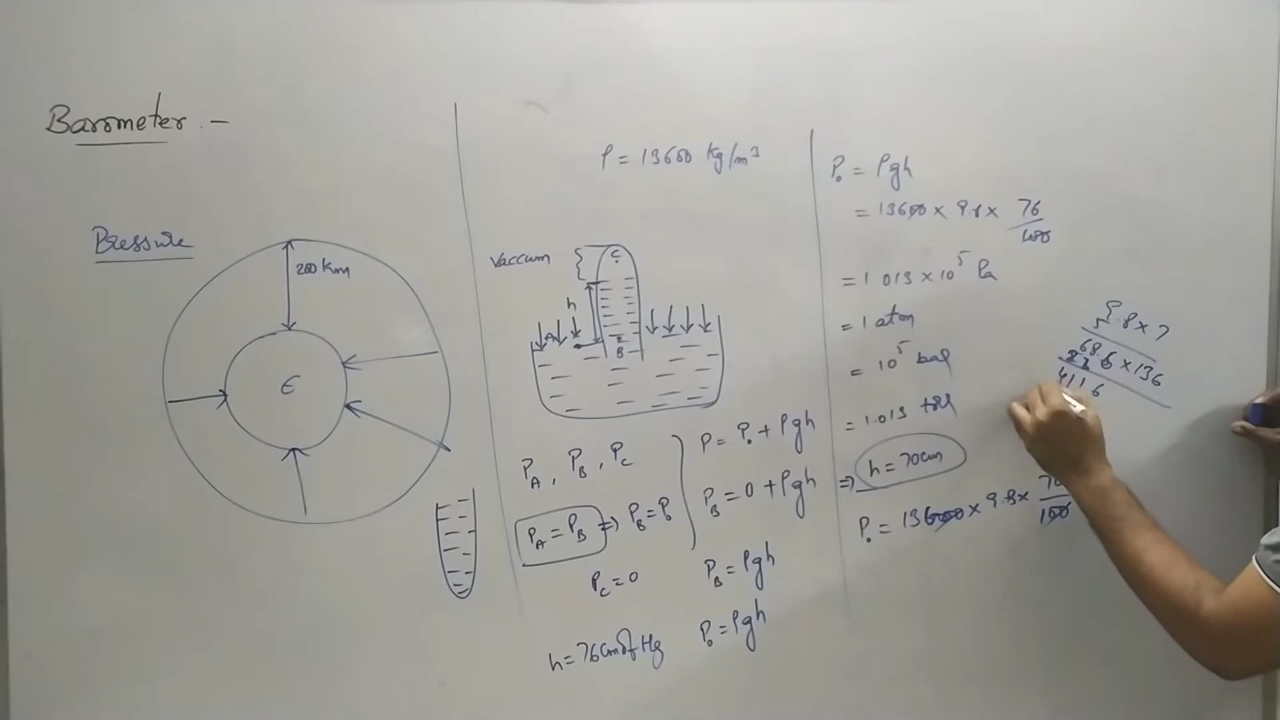 Barometer :-
Pressure
200 Km
E
ρ = 13600 kg/m³
Vaccum
C
h
A
B
P_A , P_B , P_C
P_A = P_B ⇒ P_B = P₀
P_C = 0
h = 76cm of Hg
P = P₀ + ρgh
P_B = 0 + ρgh
P_B = ρgh
P₀ = ρgh
P₀ = ρgh
= 13600 × 9.8 × 76/100
= 1.013 × 10⁵ Pa
= 1 atm
= 10⁵ bar
= 1.013 torr
⇒ h = 70cm
P₀ = 13600 × 9.8 × 70/100
9.8 × 7
68.6 × 136
4116